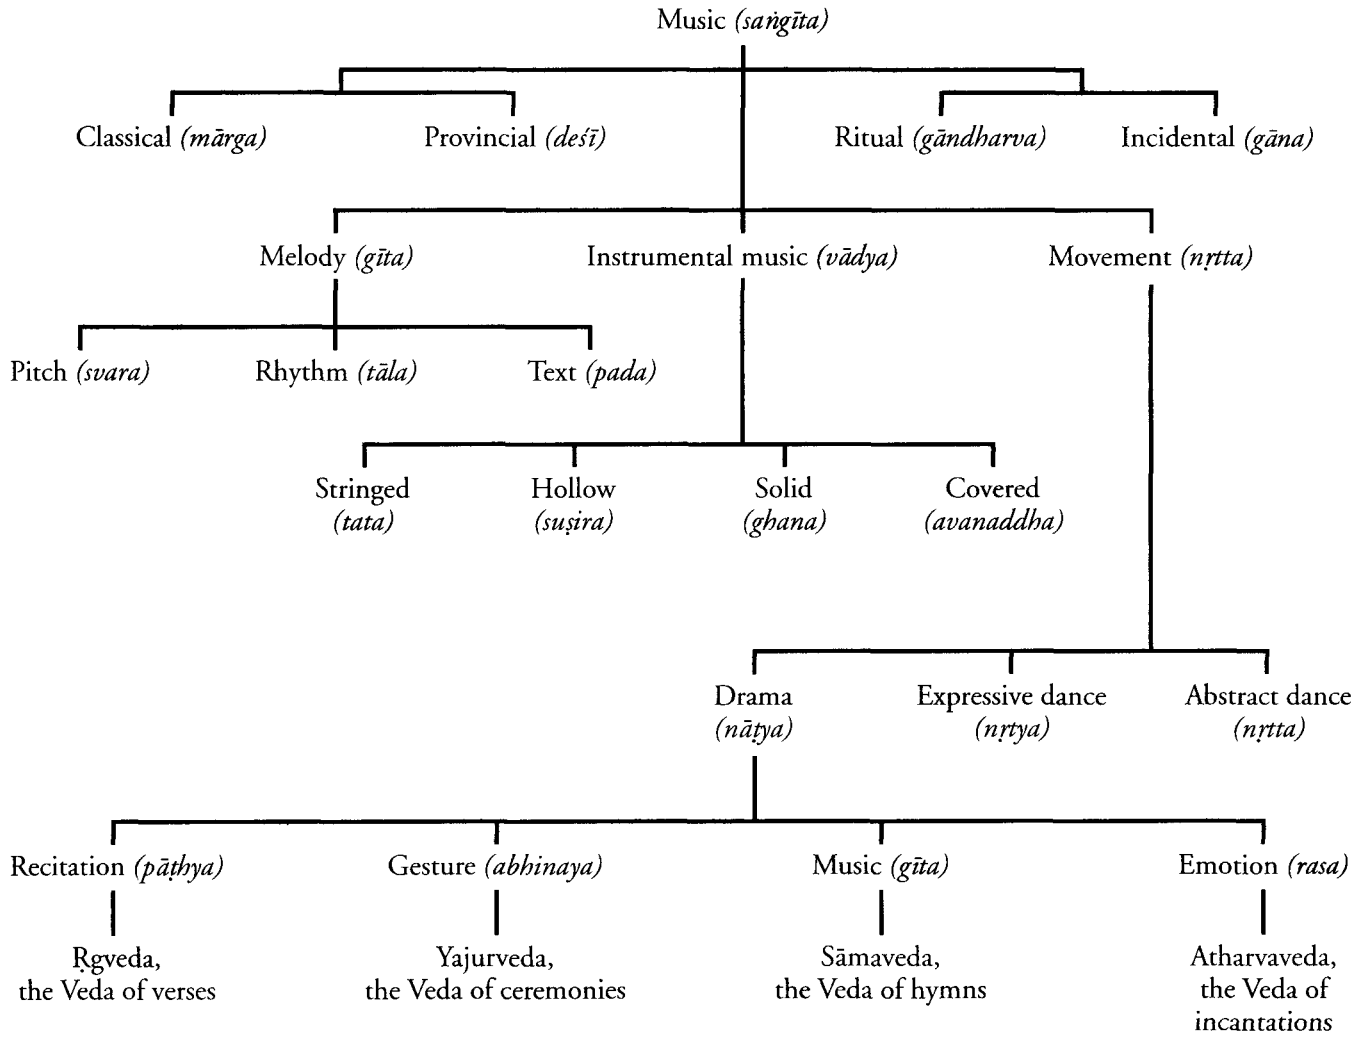 Music (saṅgīta)
Classical (mārga)
Provincial (deśī)
Ritual (gāndharva)
Incidental (gāna)
Melody (gīta)
Instrumental music (vādya)
Movement (nṛtta)
Pitch (svara)
Rhythm (tāla)
Text (pada)
Stringed
(tata)
Hollow
(suṣira)
Solid
(ghana)
Covered
(avanaddha)
Drama
(nāṭya)
Expressive dance
(nṛtya)
Abstract dance
(nṛtta)
Recitation (pāṭhya)
Gesture (abhinaya)
Music (gīta)
Emotion (rasa)
Ṛgveda,
the Veda of verses
Yajurveda,
the Veda of ceremonies
Sāmaveda,
the Veda of hymns
Atharvaveda,
the Veda of
incantations